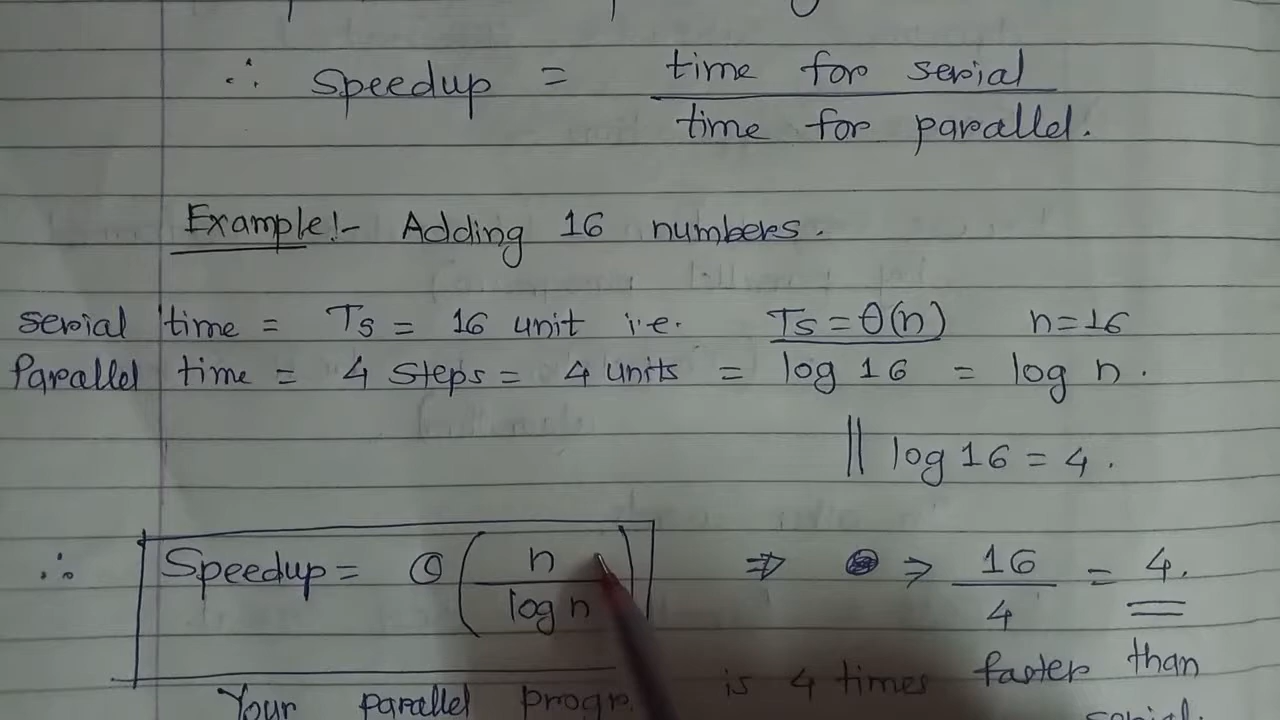 ∴ Speedup = time for serial
time for parallel.
Example:- Adding 16 numbers.
serial time = Ts = 16 unit i.e. Ts = θ(n) n=16
Parallel time = 4 steps = 4 units = log 16 = log n.
|| log 16 = 4.
∴ Speedup = Θ ( n / log n ) ⇒ ⇒ 16 / 4 = 4.
Your parallel progr is 4 times faster than
serial.